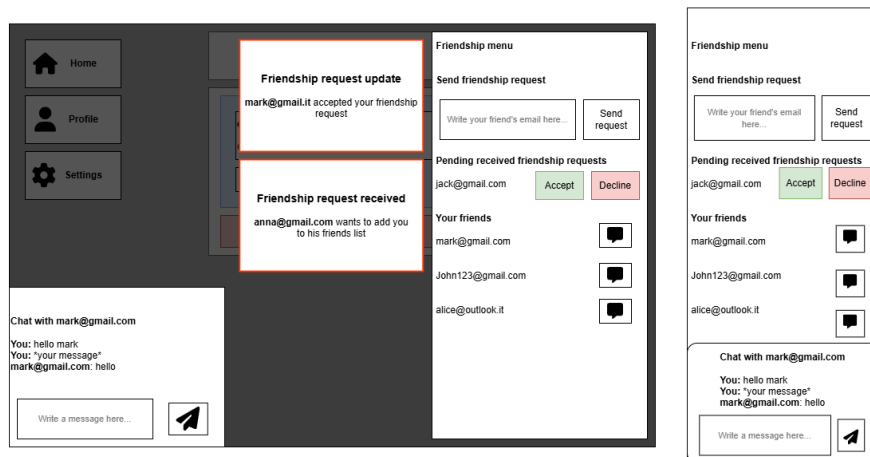 Home
Profile
Settings
Friendship request update
mark@gmail.it accepted your friendship
request
Friendship request received
anna@gmail.com wants to add you
to his friends list
Friendship menu
Send friendship request
Write your friend's email here...
Send
request
Pending received friendship requests
jack@gmail.com
Accept
Decline
Your friends
mark@gmail.com
John123@gmail.com
alice@outlook.it
Chat with mark@gmail.com
You: hello mark
You: *your message*
mark@gmail.com: hello
Write a message here...
Friendship menu
Send friendship request
Write your friend's email
here...
Send
request
Pending received friendship requests
jack@gmail.com
Accept
Decline
Your friends
mark@gmail.com
John123@gmail.com
alice@outlook.it
Chat with mark@gmail.com
You: hello mark
You: *your message*
mark@gmail.com: hello
Write a message here...